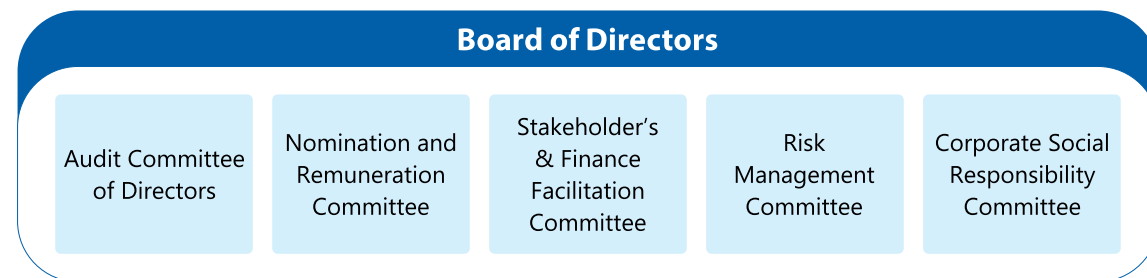 Board of Directors
Audit Committee
of Directors
Nomination and
Remuneration
Committee
Stakeholder’s
& Finance
Facilitation
Committee
Risk
Management
Committee
Corporate Social
Responsibility
Committee